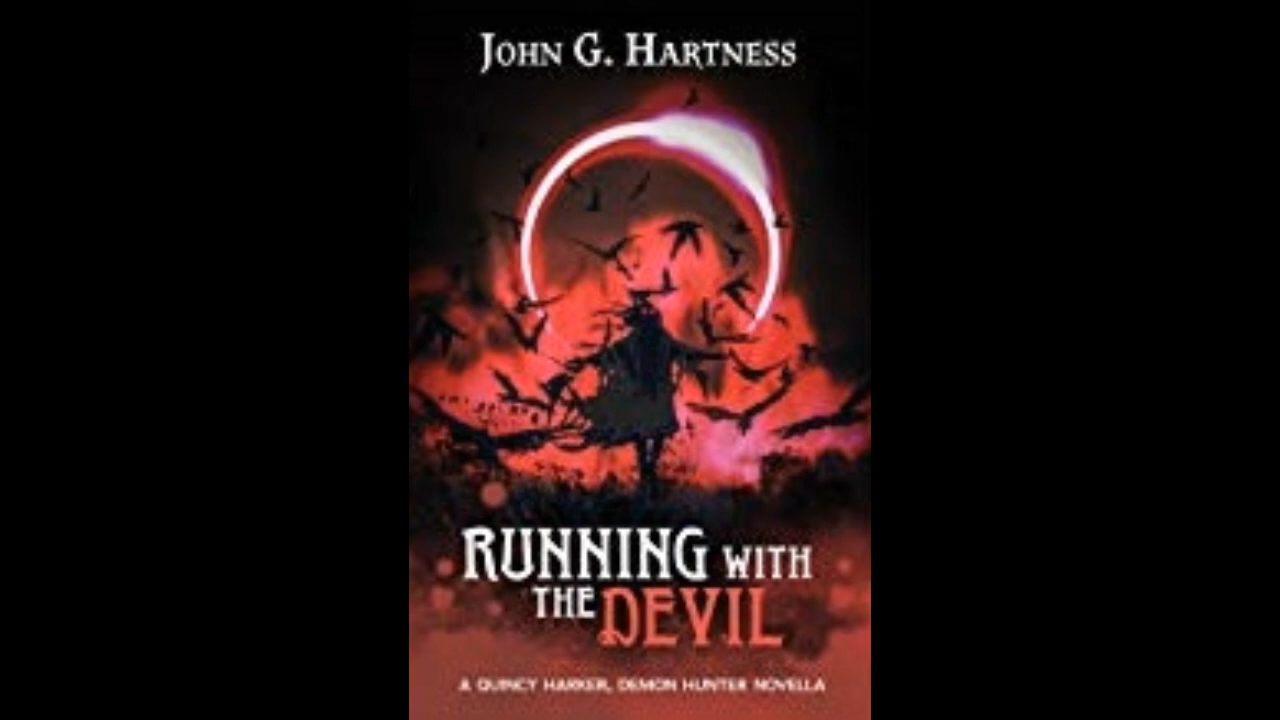 JOHN G. HARTNESS
RUNNING WITH
THE DEVIL
A QUINCY HARKER, DEMON HUNTER NOVELLA